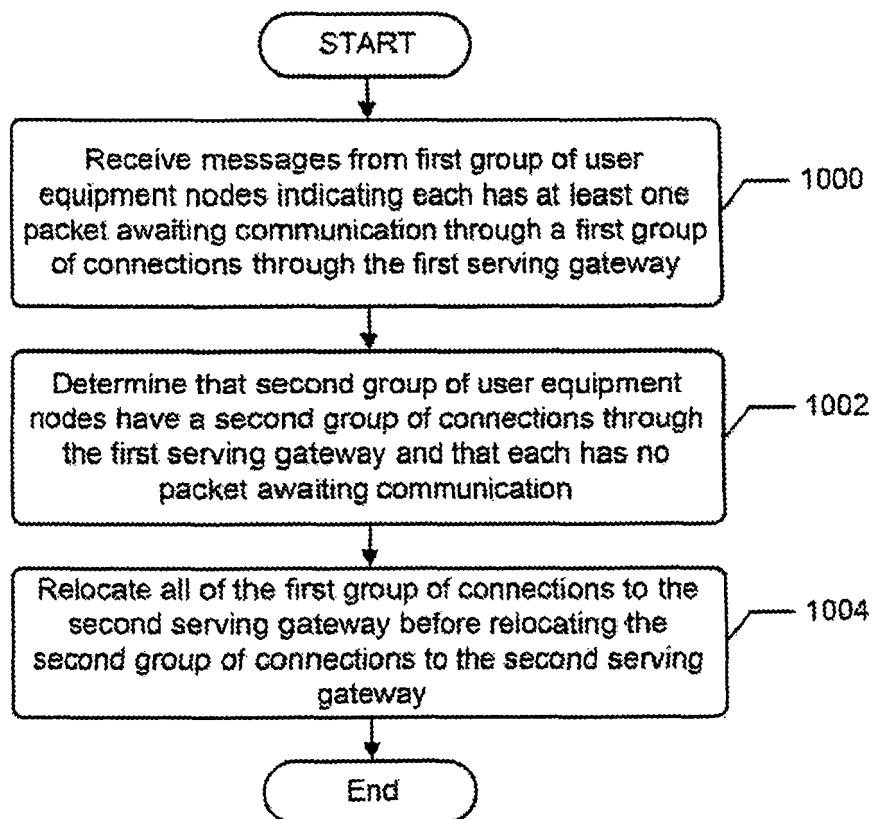 START
Receive messages from first group of user
equipment nodes indicating each has at least one
packet awaiting communication through a first group
of connections through the first serving gateway
1000
Determine that second group of user equipment
nodes have a second group of connections through
the first serving gateway and that each has no
packet awaiting communication
1002
Relocate all of the first group of connections to the
second serving gateway before relocating the
second group of connections to the second serving
gateway
1004
End